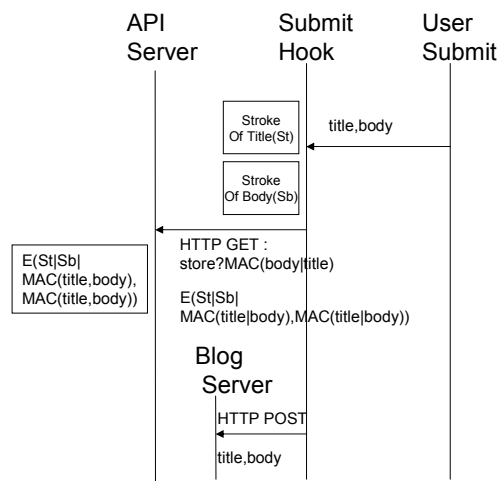 API
Server
Submit
Hook
User
Submit
Stroke
Of Title(St)
title,body
Stroke
Of Body(Sb)
HTTP GET :
store?MAC(body|title)
E(St|Sb|
MAC(title,body),
MAC(title,body))
E(St|Sb|
MAC(title|body),MAC(title|body))
Blog
Server
HTTP POST
title,body